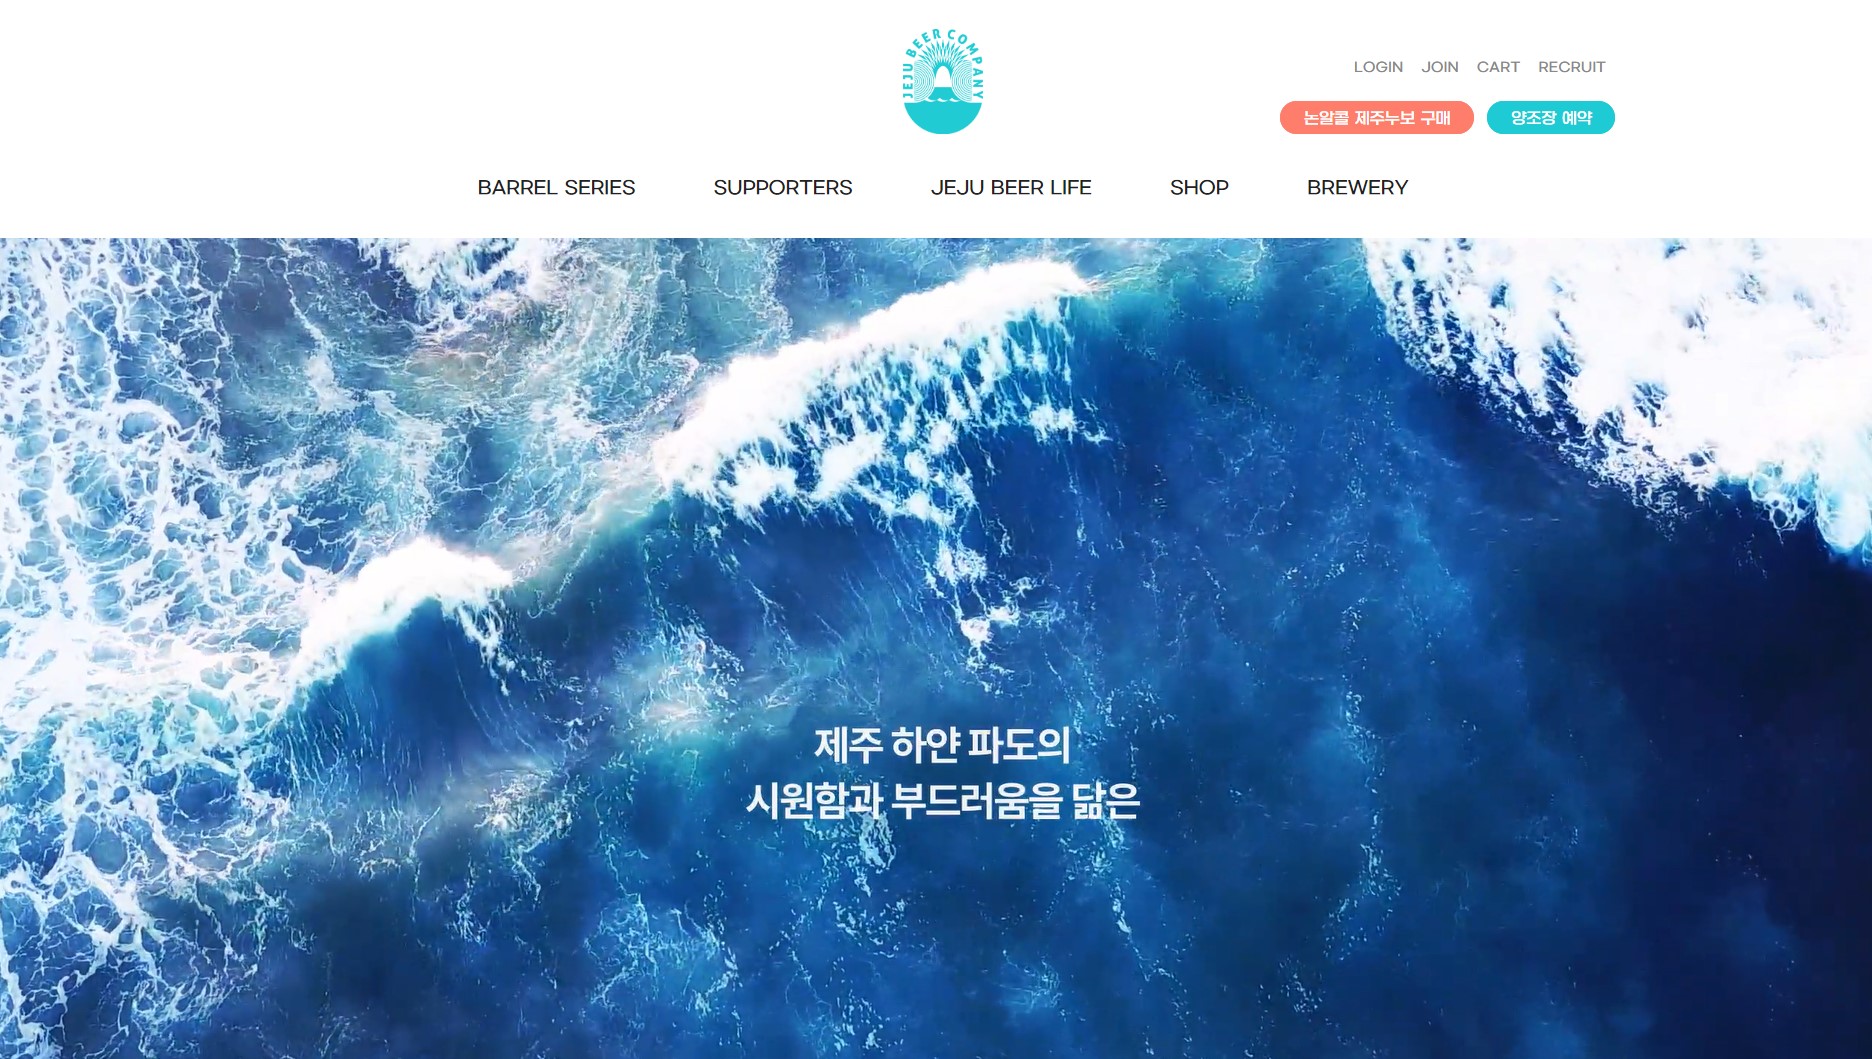 JEJU BEER COMPANY
LOGIN JOIN CART RECRUIT
논알콜 제주누보 구매 양조장 예약
BARREL SERIES SUPPORTERS JEJU BEER LIFE SHOP BREWERY
제주 하얀 파도의
시원함과 부드러움을 닮은